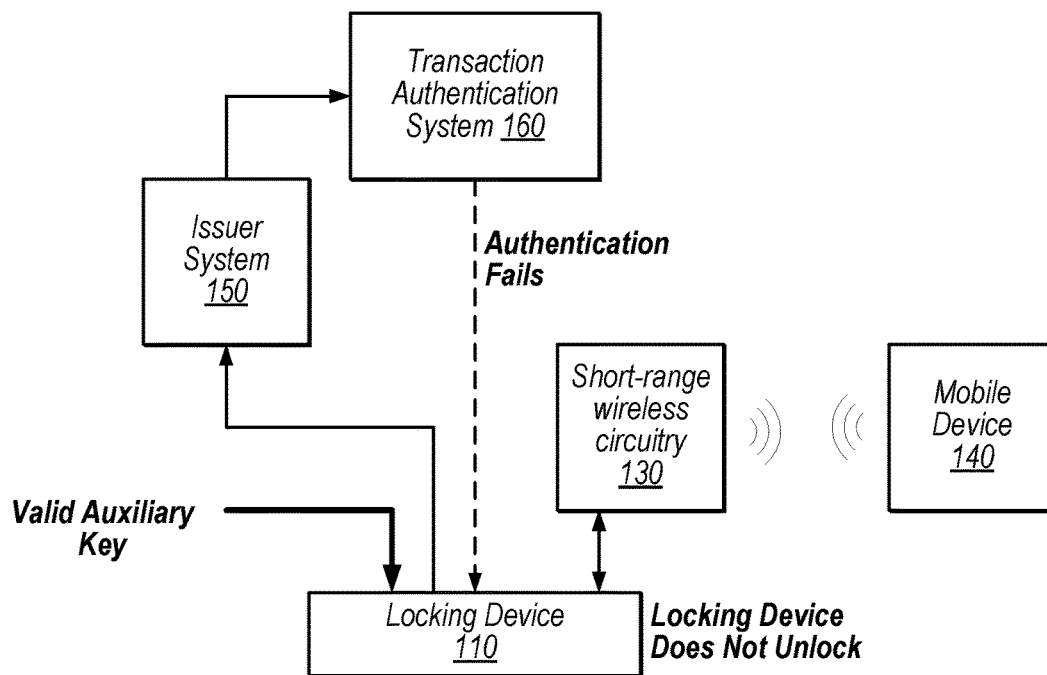 Transaction
Authentication
System 160
Issuer
System
150
Authentication
Fails
Short-range
wireless
circuitry
130
Mobile
Device
140
Valid Auxiliary
Key
Locking Device
110
Locking Device
Does Not Unlock